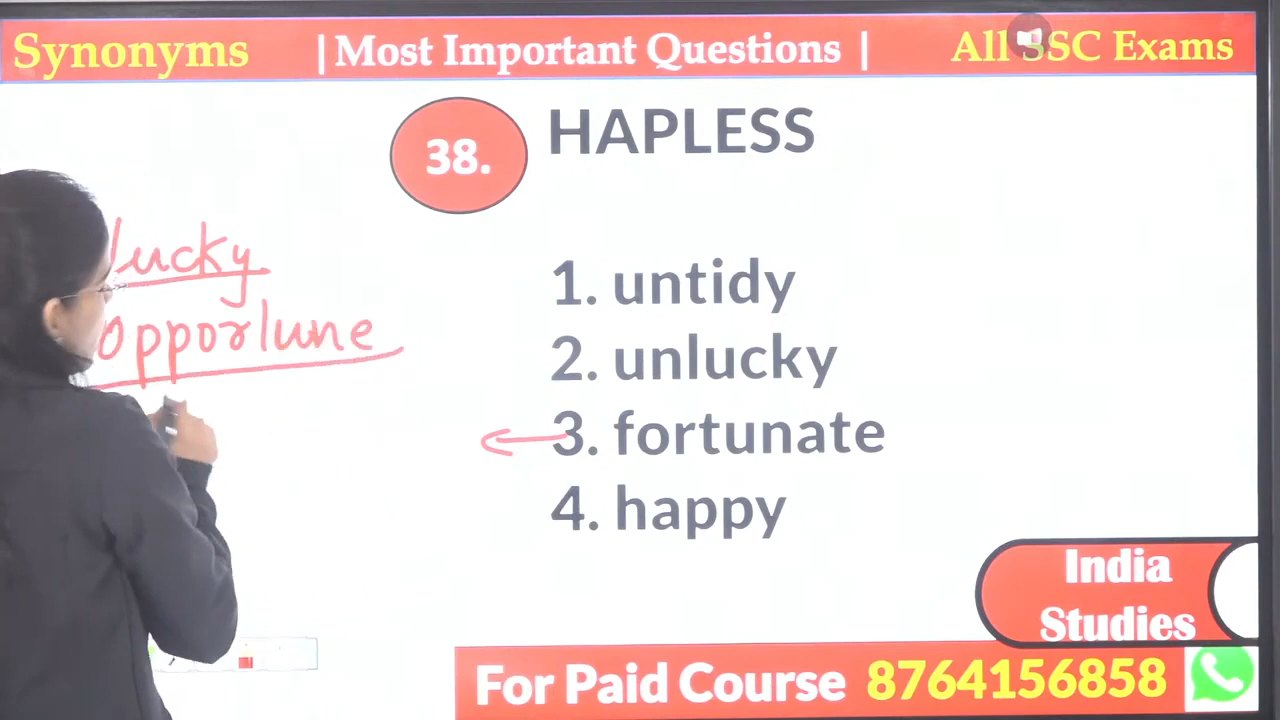 Synonyms | Most Important Questions | All SSC Exams
38. HAPLESS
lucky
opporlune
1. untidy
2. unlucky
3. fortunate
4. happy
India
Studies
For Paid Course 8764156858